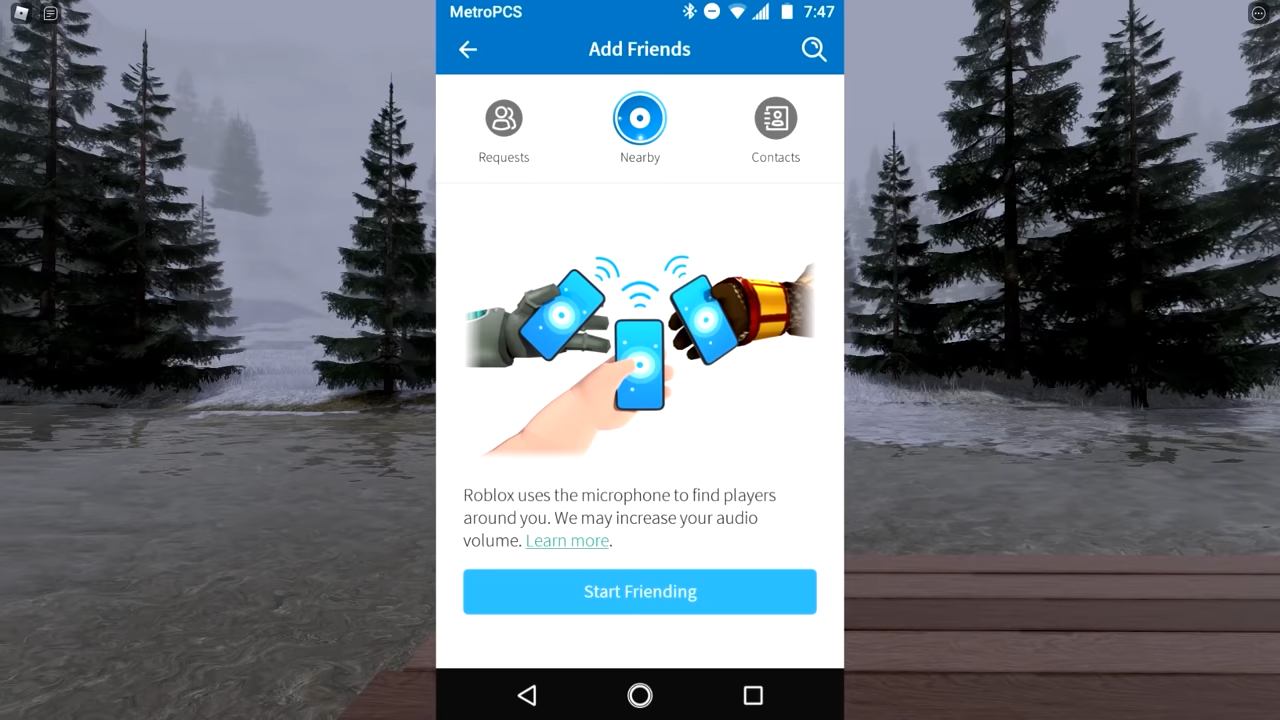 MetroPCS 7:47
Add Friends
Requests Nearby Contacts
Roblox uses the microphone to find players
around you. We may increase your audio
volume. Learn more.
Start Friending